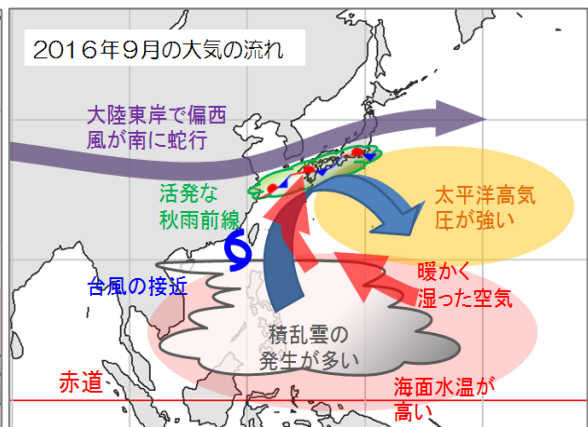 2016年9月の大気の流れ
大陸東岸で偏西
風が南に蛇行
活発な
秋雨前線
太平洋高気
圧が強い
台風の接近
暖かく
湿った空気
積乱雲の
発生が多い
赤道
海面水温が
高い